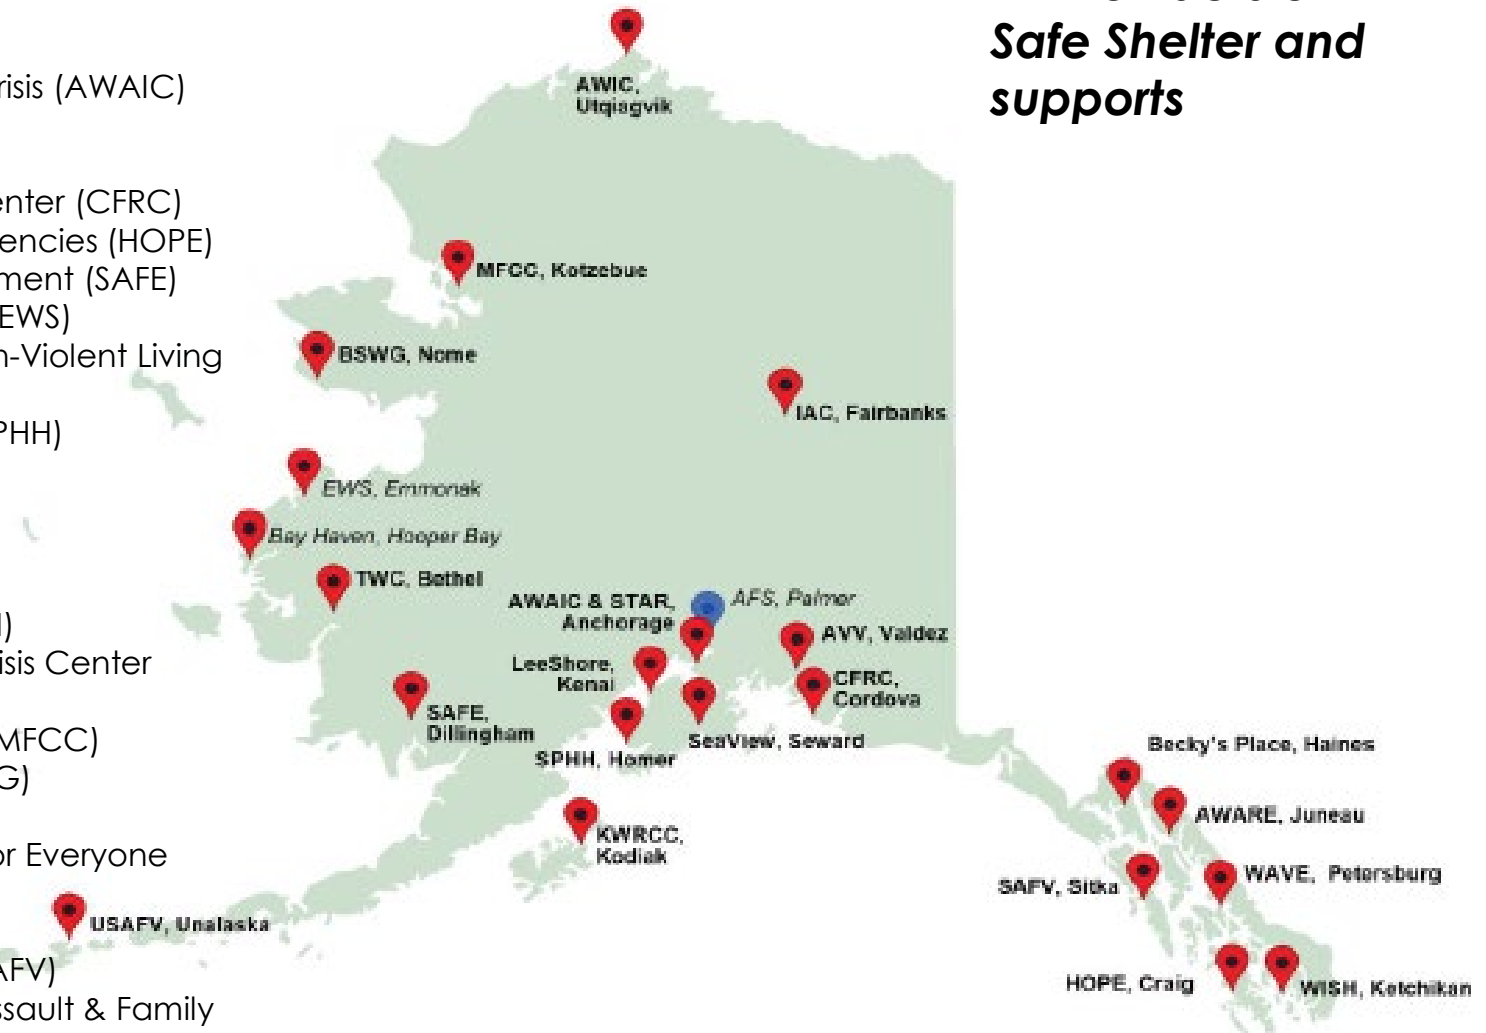 Safe Shelter and
supports
risis (AWAIC)
enter (CFRC)
encies (HOPE)
ment (SAFE)
EWS)
n-Violent Living
PHH)
)
isis Center
MFCC)
G)
or Everyone
AFV)
ssault & Family
AWIC,
Utqiagvik
MFCC, Kotzebue
BSWG, Nome
IAC, Fairbanks
EWS, Emmonak
Bay Haven, Hooper Bay
TWC, Bethel
AWAIC & STAR,
Anchorage
AFS, Palmer
AVV, Valdez
LeeShore,
Kenai
CFRC,
Cordova
SAFE,
Dillingham
SeaView, Seward
SPHH, Homer
KWRCC,
Kodiak
USAFV, Unalaska
Becky's Place, Haines
AWARE, Juneau
SAFV, Sitka
WAVE, Petersburg
HOPE, Craig
WISH, Ketchikan